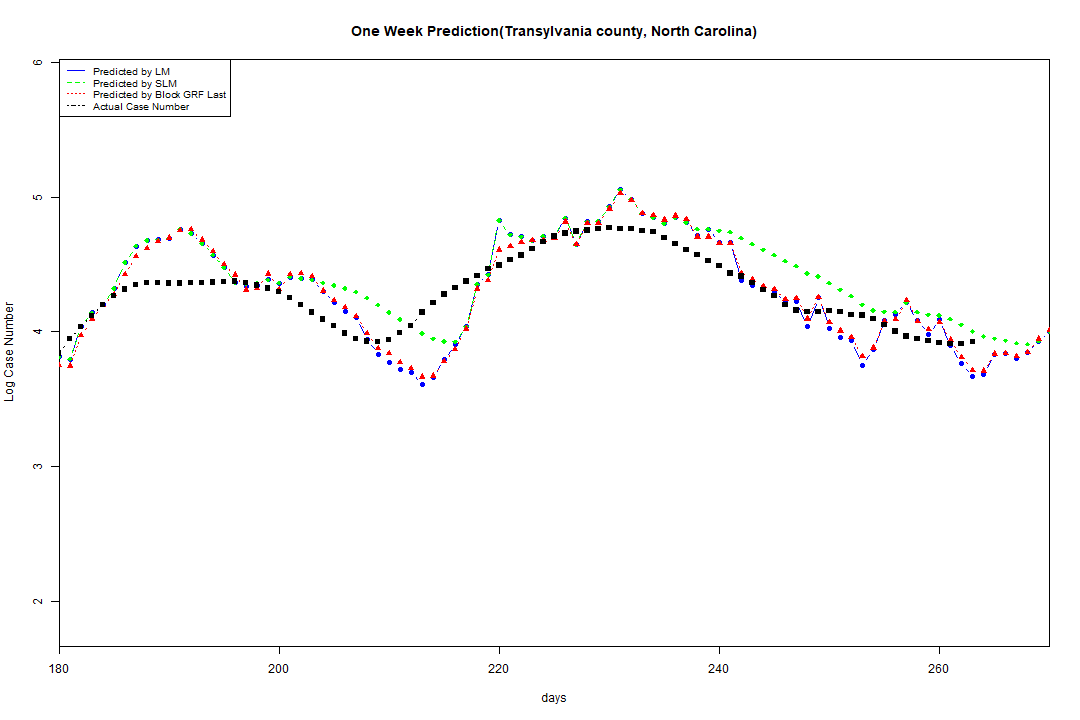 One Week Prediction(Transylvania county, North Carolina)
Predicted by LM
Predicted by SLM
Predicted by Block GRF Last
Actual Case Number
6
5
4
3
2
Log Case Number
180 200 220 240 260
days